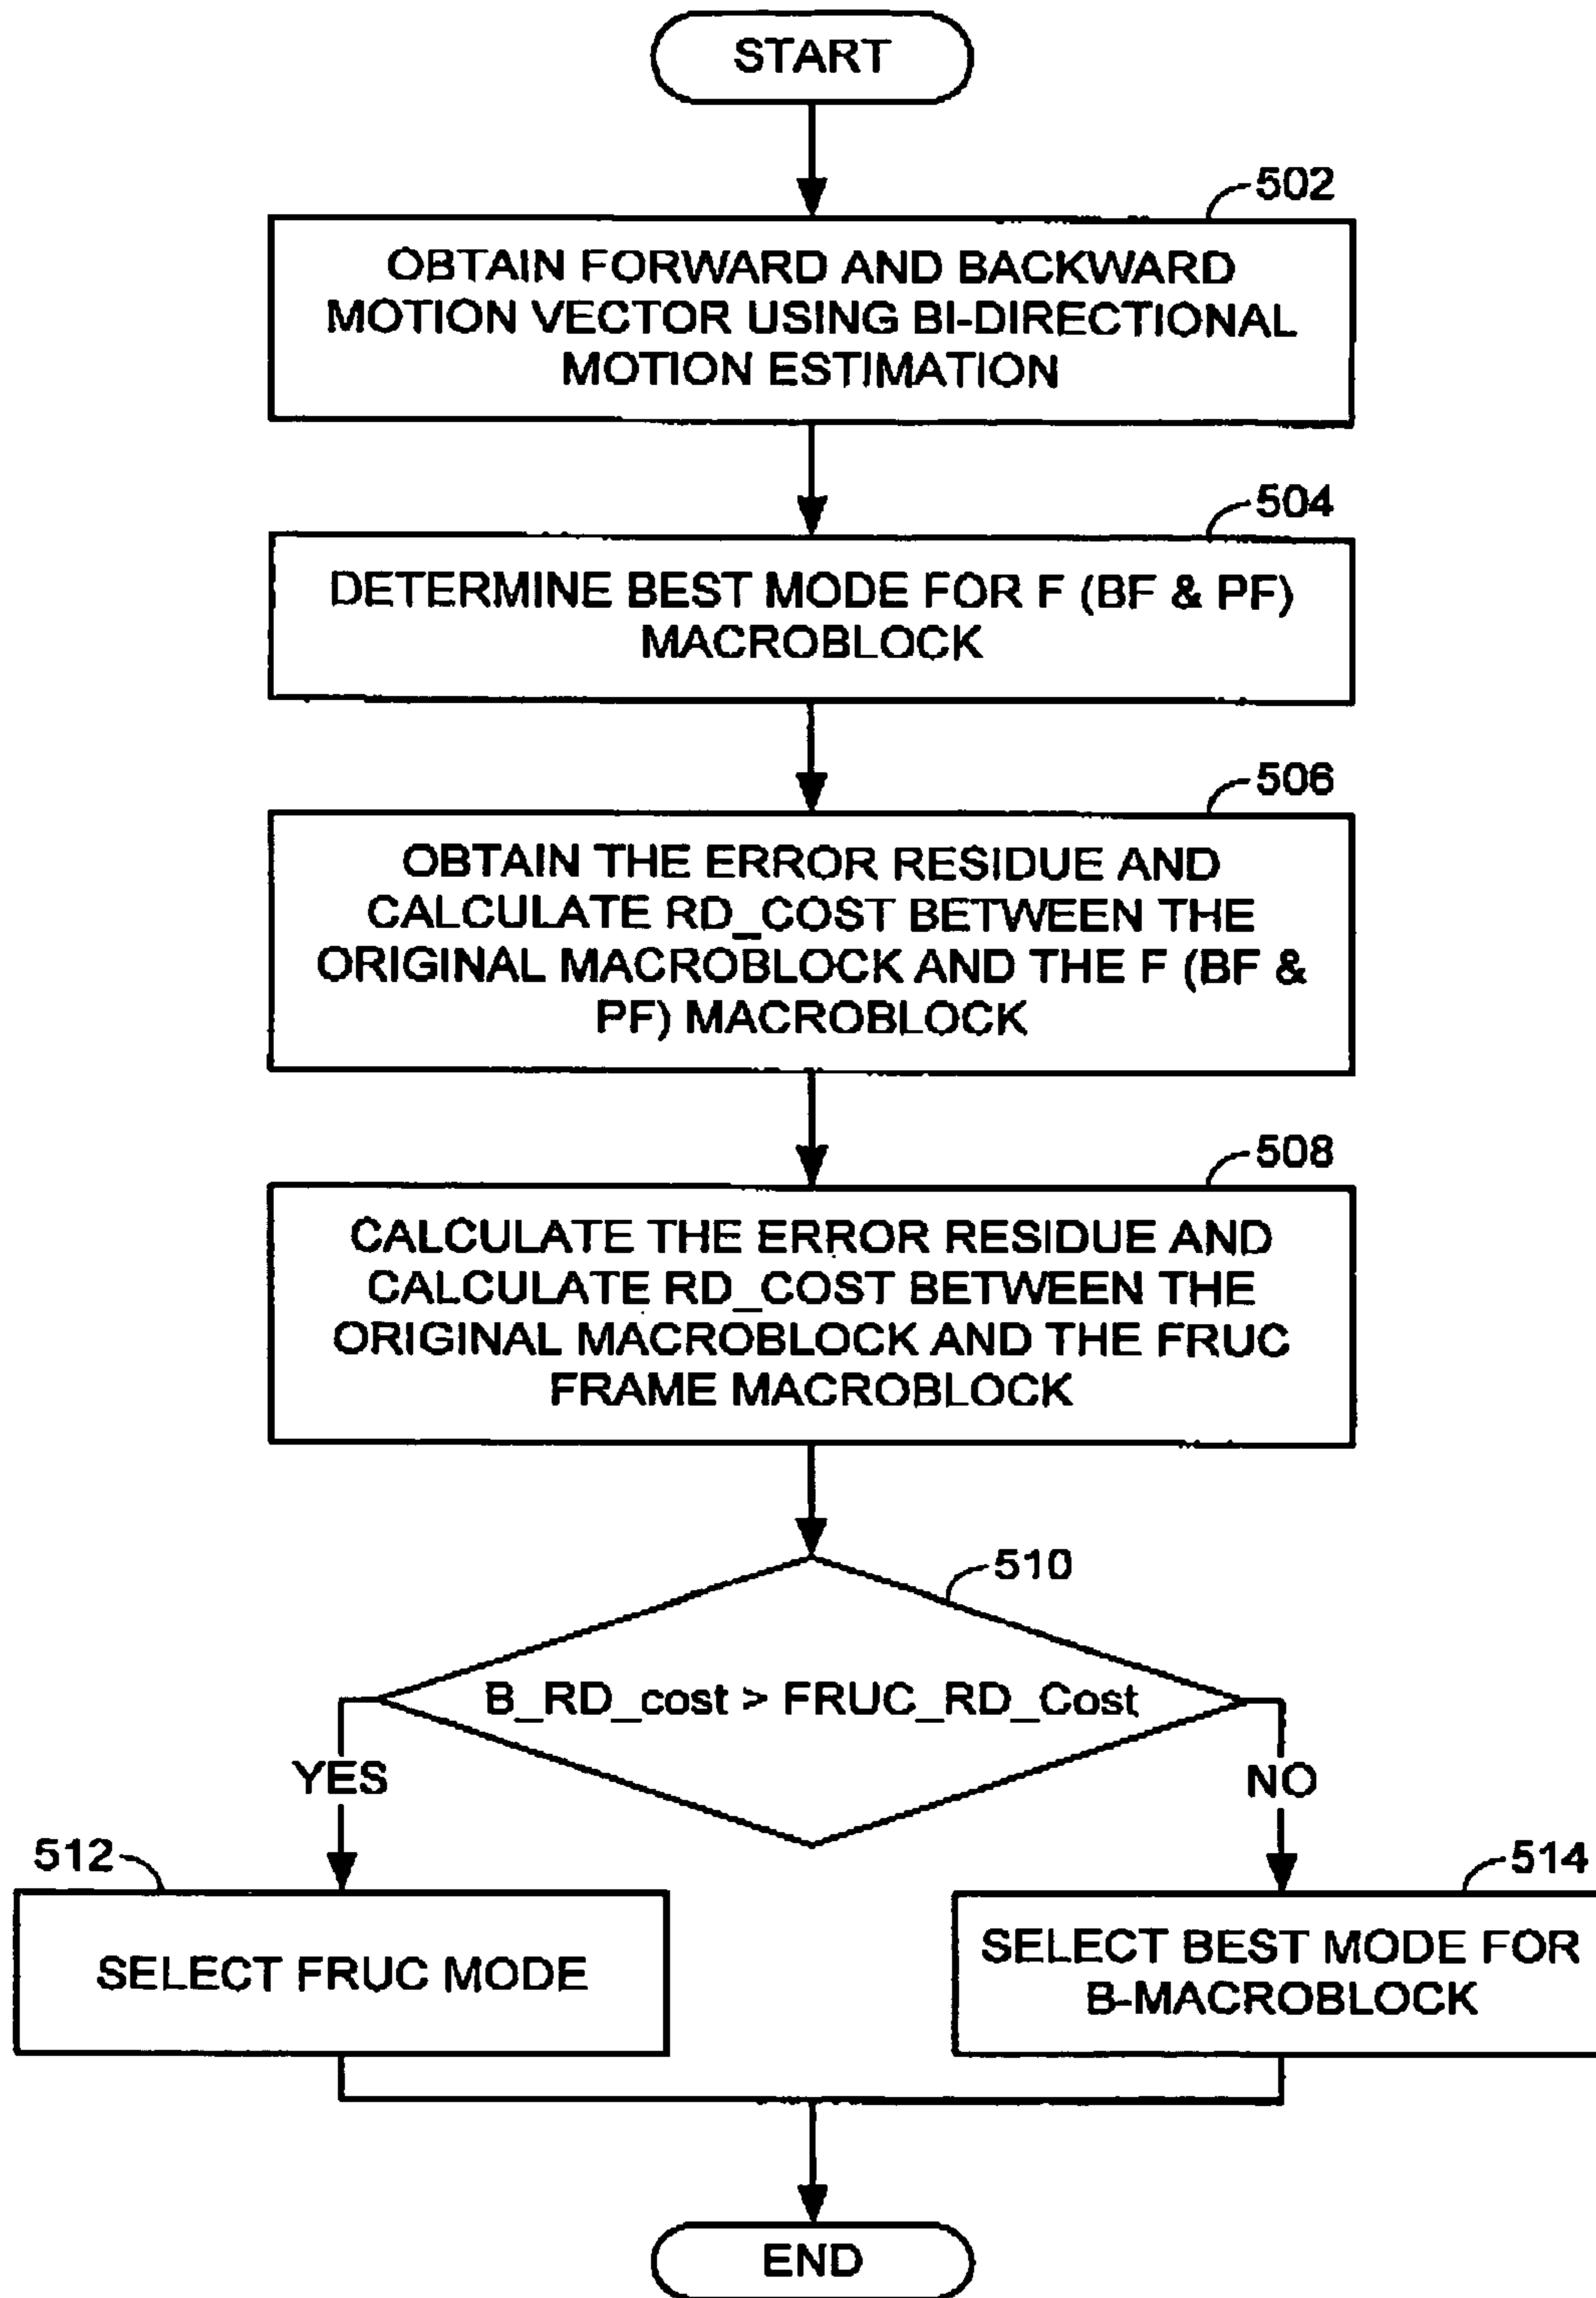 START
502
OBTAIN FORWARD AND BACKWARD
MOTION VECTOR USING BI-DIRECTIONAL
MOTION ESTIMATION
504
DETERMINE BEST MODE FOR F (BF & PF)
MACROBLOCK
506
OBTAIN THE ERROR RESIDUE AND
CALCULATE RD_COST BETWEEN THE
ORIGINAL MACROBLOCK AND THE F (BF &
PF) MACROBLOCK
508
CALCULATE THE ERROR RESIDUE AND
CALCULATE RD_COST BETWEEN THE
ORIGINAL MACROBLOCK AND THE FRUC
FRAME MACROBLOCK
510
B_RD_cost > FRUC_RD_Cost
YES
NO
512
SELECT FRUC MODE
514
SELECT BEST MODE FOR
B-MACROBLOCK
END